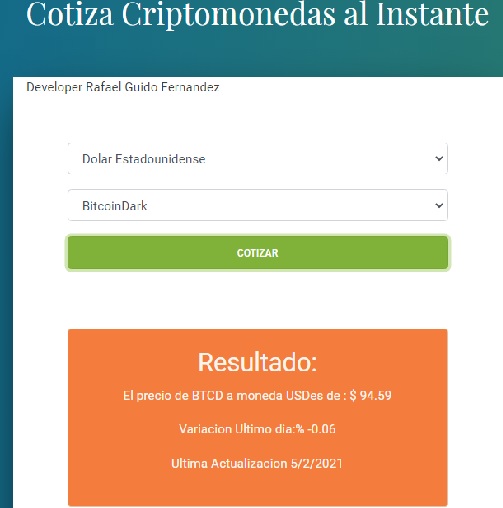 Cotiza Criptomonedas al Instante
Developer Rafael Guido Fernandez
Dolar Estadounidense
BitcoinDark
COTIZAR
Resultado:
El precio de BTCD a moneda USDes de : $ 94.59
Variacion Ultimo dia:% -0.06
Ultima Actualizacion 5/2/2021